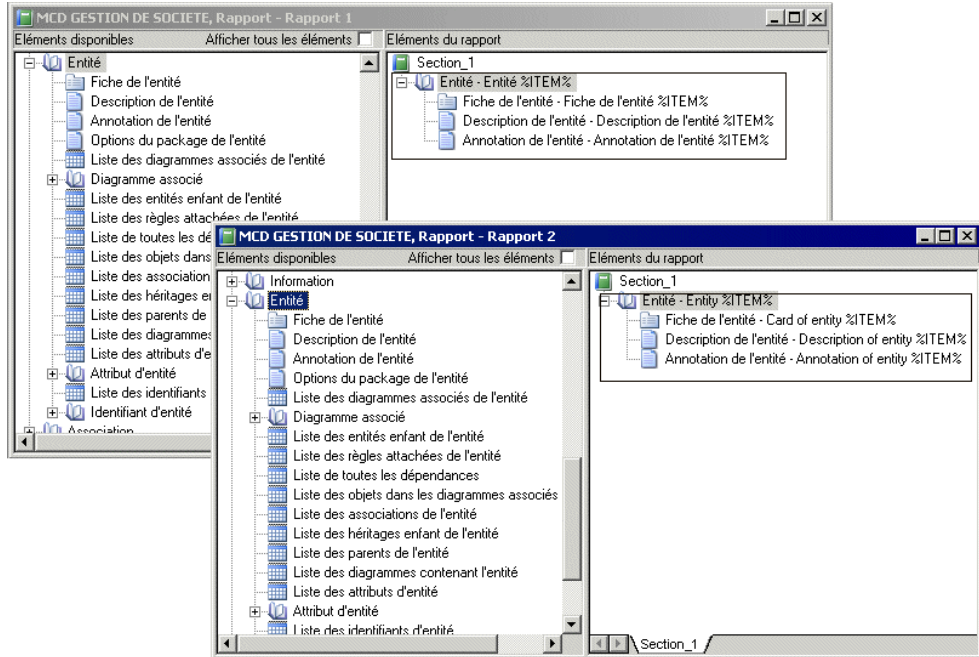 MCD GESTION DE SOCIETE, Rapport - Rapport 1
Eléments disponibles Afficher tous les éléments Eléments du rapport
Entité
Fiche de l'entité
Description de l'entité
Annotation de l'entité
Options du package de l'entité
Liste des diagrammes associés de l'entité
Diagramme associé
Liste des entités enfant de l'entité
Liste des règles attachées de l'entité
Liste de toutes les dé
Liste des objets dans
Liste des association
Liste des héritages en
Liste des parents de
Liste des diagrammes
Liste des attributs d'e
Attribut d'entité
Liste des identifiants
Identifiant d'entité
Association
Section_1
Entité - Entité %ITEM%
Fiche de l'entité - Fiche de l'entité %ITEM%
Description de l'entité - Description de l'entité %ITEM%
Annotation de l'entité - Annotation de l'entité %ITEM%
MCD GESTION DE SOCIETE, Rapport - Rapport 2
Eléments disponibles Afficher tous les éléments Eléments du rapport
Information
Entité
Fiche de l'entité
Description de l'entité
Annotation de l'entité
Options du package de l'entité
Liste des diagrammes associés de l'entité
Diagramme associé
Liste des entités enfant de l'entité
Liste des règles attachées de l'entité
Liste de toutes les dépendances
Liste des objets dans les diagrammes associés
Liste des associations de l'entité
Liste des héritages enfant de l'entité
Liste des parents de l'entité
Liste des diagrammes contenant l'entité
Liste des attributs d'entité
Attribut d'entité
Liste des identifiants d'entité
Section_1
Entité - Entity %ITEM%
Fiche de l'entité - Card of entity %ITEM%
Description de l'entité - Description of entity %ITEM%
Annotation de l'entité - Annotation of entity %ITEM%
Section_1